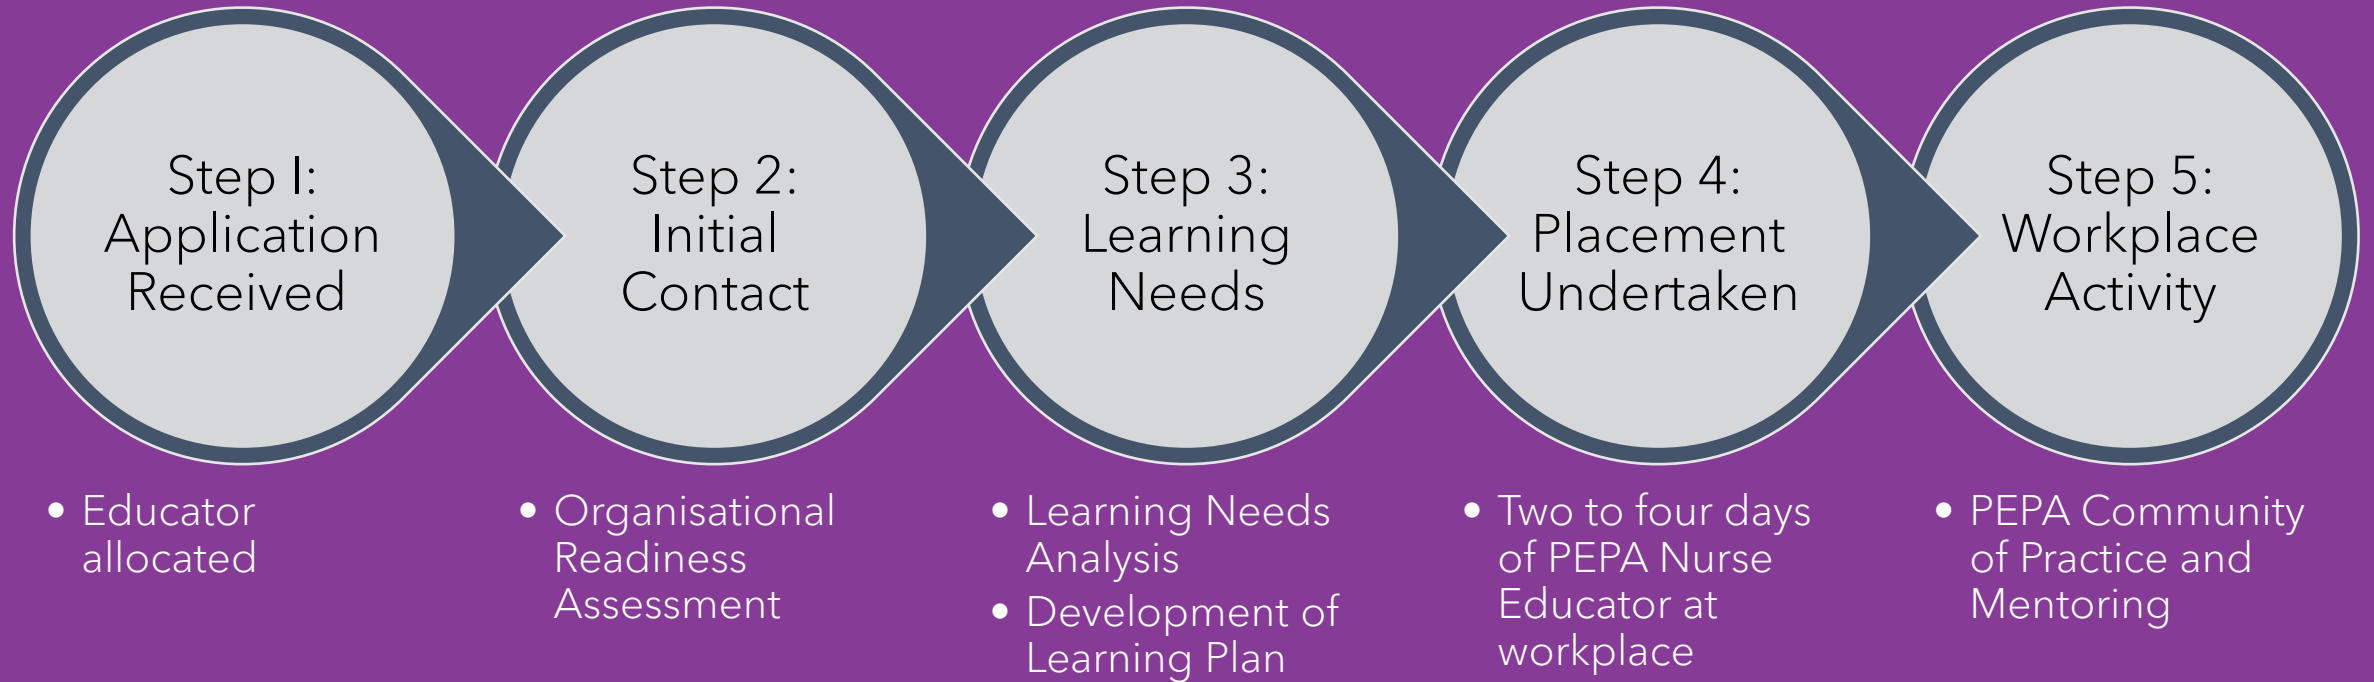 Step I:
Application
Received
Step 2:
Initial
Contact
Step 3:
Learning
Needs
Step 4:
Placement
Undertaken
Step 5:
Workplace
Activity
• Educator
allocated
• Organisational
Readiness
Assessment
• Learning Needs
Analysis
• Development of
Learning Plan
• Two to four days
of PEPA Nurse
Educator at
workplace
• PEPA Community
of Practice and
Mentoring